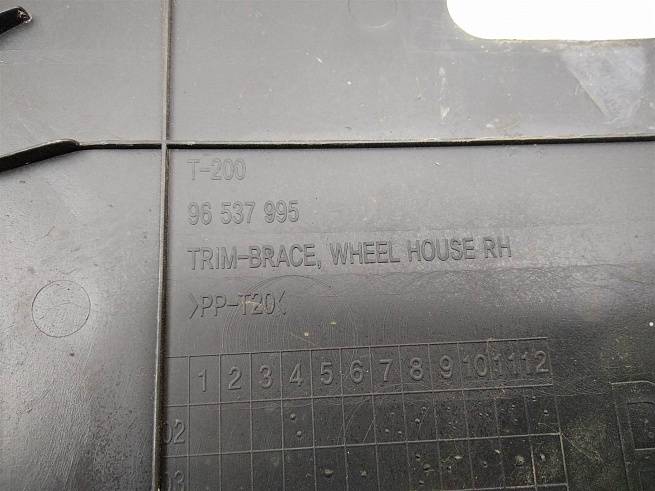 T-200
96 537 995
TRIM-BRACE, WHEEL HOUSE RH
>PP-T20<
1 2 3 4 5 6 7 8 9 10 11 12
02
03